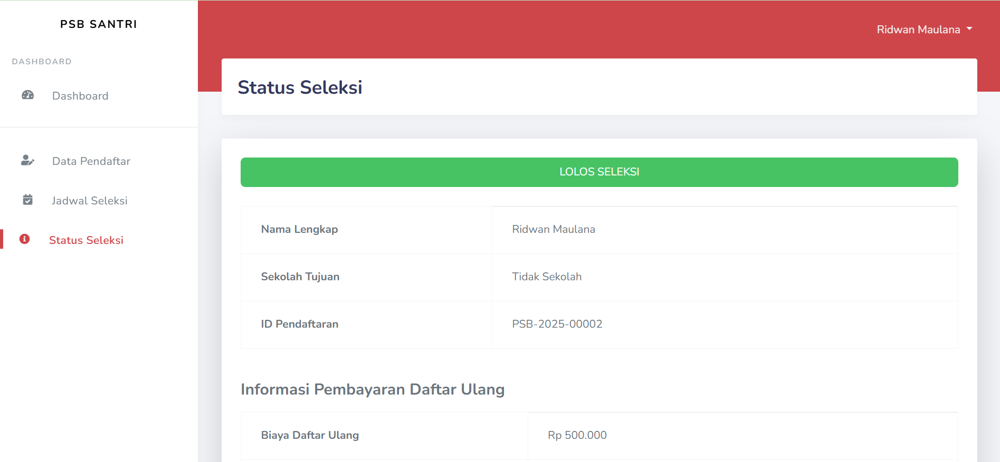 PSB SANTRI
DASHBOARD
Dashboard
Data Pendaftar
Jadwal Seleksi
Status Seleksi
Ridwan Maulana
Status Seleksi
LOLOS SELEKSI
Nama Lengkap Ridwan Maulana
Sekolah Tujuan Tidak Sekolah
ID Pendaftaran PSB-2025-00002
Informasi Pembayaran Daftar Ulang
Biaya Daftar Ulang Rp 500.000